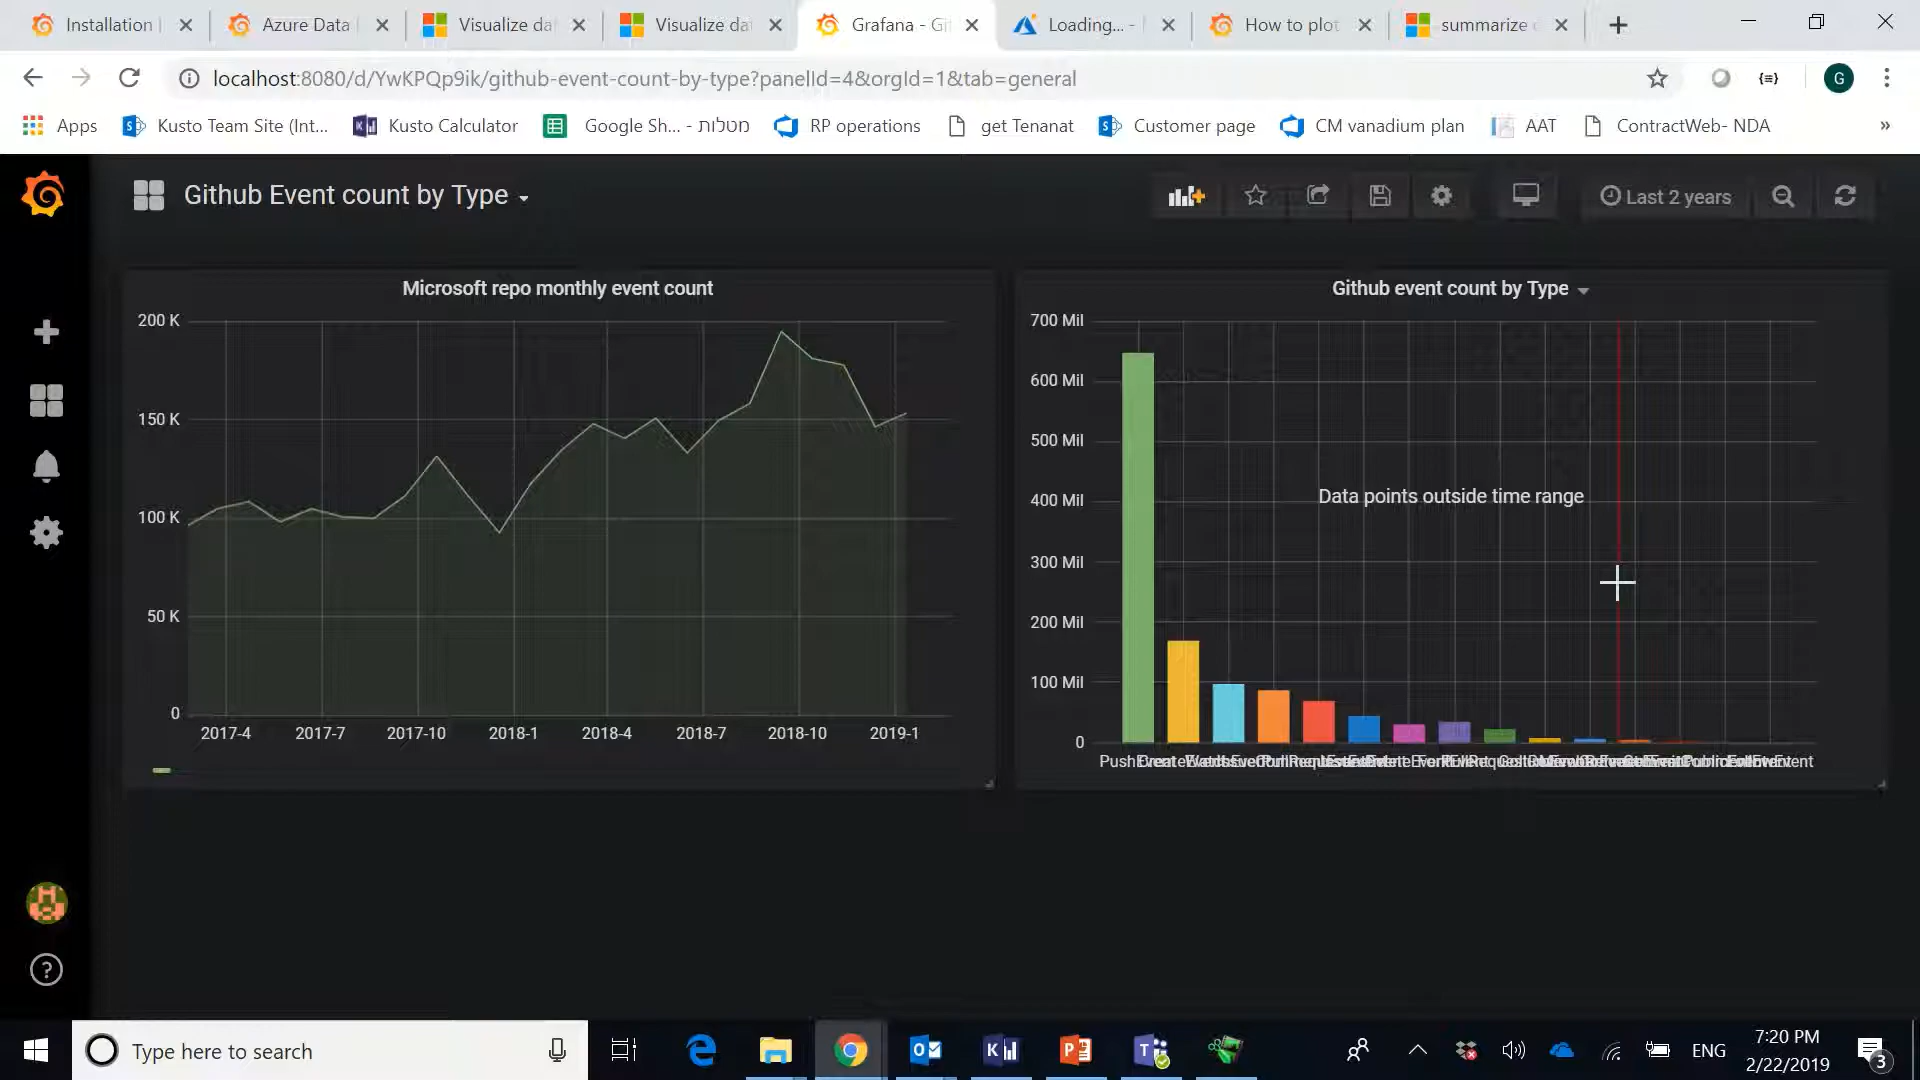 Installation
Azure Data
Visualize da
Visualize da
Grafana - Gi
Loading... -
How to plot
summarize
localhost:8080/d/YwKPQp9ik/github-event-count-by-type?panelId=4&orgId=1&tab=general
G
Apps
Kusto Team Site (Int...
Kusto Calculator
Google Sh... - מטלות
RP operations
get Tenanat
Customer page
CM vanadium plan
AAT
ContractWeb- NDA
»
Github Event count by Type
Last 2 years
Microsoft repo monthly event count
200 K
150 K
100 K
50 K
0
2017-4
2017-7
2017-10
2018-1
2018-4
2018-7
2018-10
2019-1
Github event count by Type
700 Mil
600 Mil
500 Mil
400 Mil
300 Mil
200 Mil
100 Mil
0
Data points outside time range
Type here to search
ENG
7:20 PM
2/22/2019
3